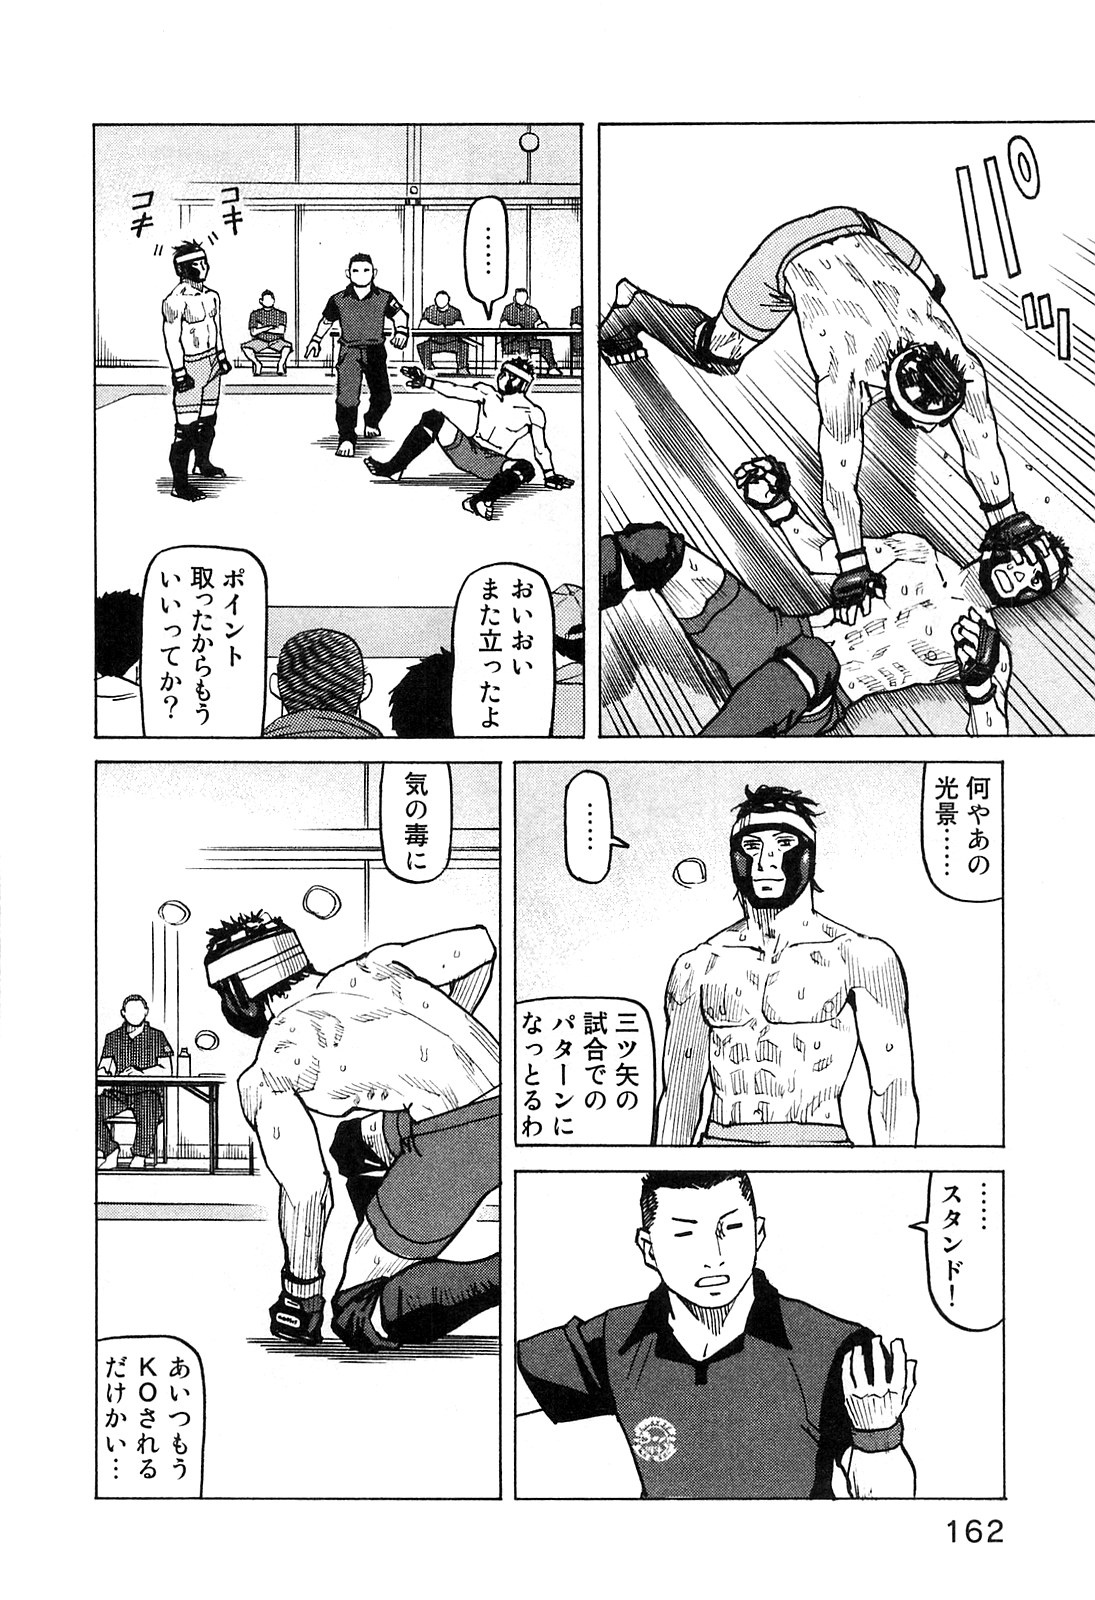 パ
コキ
コキ
……
おいおい
また立ったよ
ポイント
取ったからもう
いいってか？
何やあの
光景……
……
三ツ矢の
試合での
パターンに
なっとるわ
……
スタンド！
気の毒に
あいつもう
KOされる
だけかい…
162